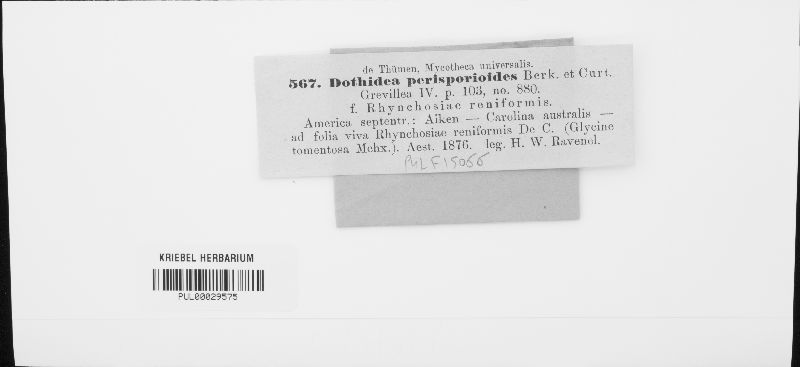 de Thümen, Mycotheca universalis.
567. Dothidea perisporioides Berk. et Curt.
Grevillea IV. p. 103, no. 880.
f. Rhynchosiae reniformis.
America septentr.: Aiken — Carolina australis —
ad folia viva Rhynchosiae reniformis De C. (Glycine
tomentosa Mchx.). Aest. 1876. leg. H. W. Ravenol.
PUL F15066
KRIEBEL HERBARIUM
PUL00029575